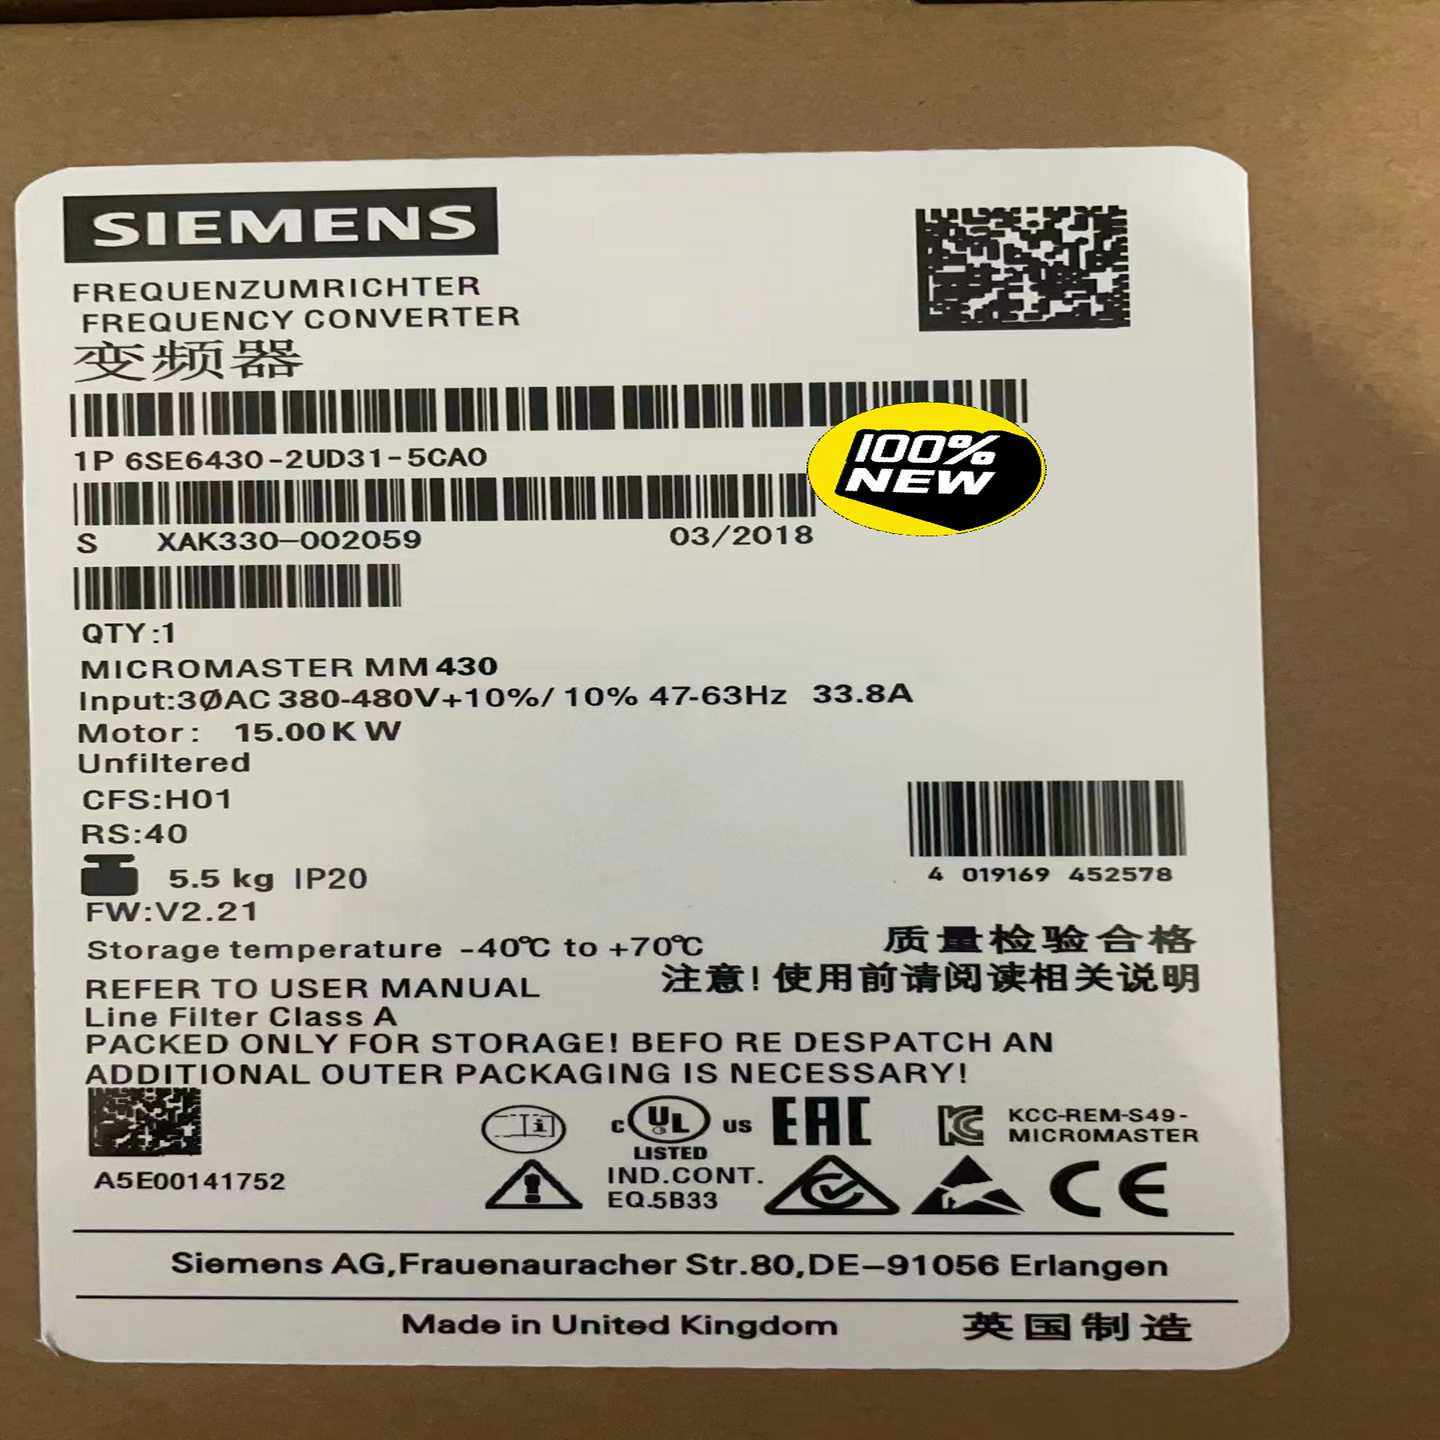 SIEMENS
FREQUENZUMRICHTER
FREQUENCY CONVERTER
变频器
1P 6SE6430-2UD31-5CA0
100%
NEW
S XAK330-002059 03/2018
QTY:1
MICROMASTER MM430
Input:3ØAC 380-480V+10%/ 10% 47-63Hz 33.8A
Motor: 15.00KW
Unfiltered
CFS:H01
RS:40
4 019169 452578
5.5 kg IP20
FW:V2.21
Storage temperature -40℃ to +70℃
质量检验合格
REFER TO USER MANUAL
注意!使用前请阅读相关说明
Line Filter Class A
PACKED ONLY FOR STORAGE! BEFO RE DESPATCH AN
ADDITIONAL OUTER PACKAGING IS NECESSARY!
A5E00141752
i
c UL us
LISTED
IND.CONT.
EQ.5B33
EAC
KCC-REM-S49-
MICROMASTER
CE
Siemens AG,Frauenauracher Str.80,DE-91056 Erlangen
Made in United Kingdom 英国制造